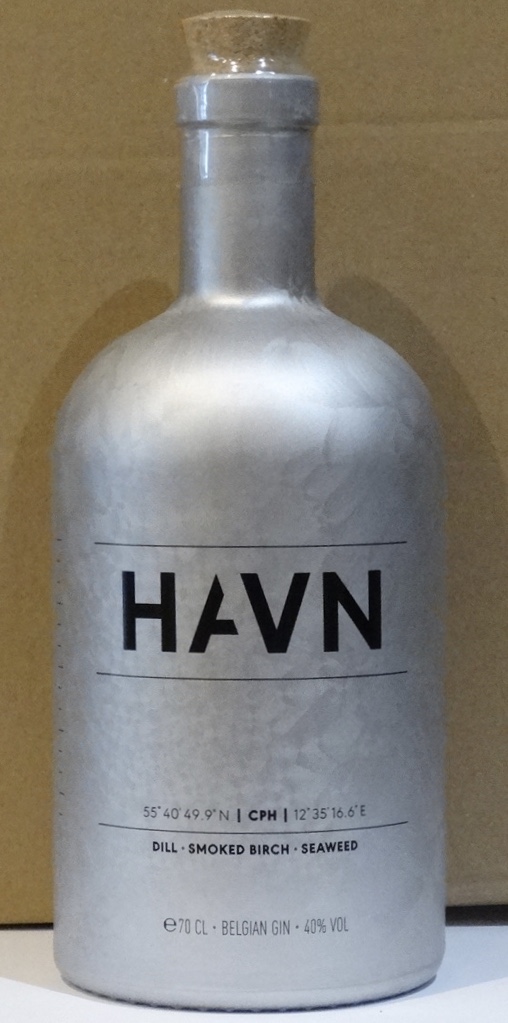 HAVN
55°40'49.9"N | CPH | 12°35'16.6"E
DILL · SMOKED BIRCH · SEAWEED
℮70 CL · BELGIAN GIN · 40% VOL